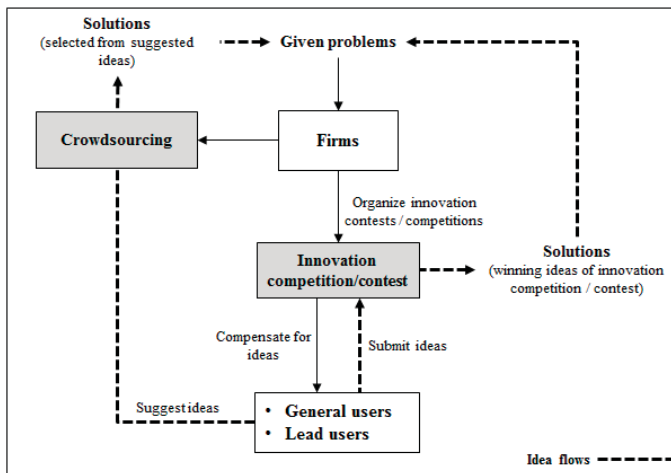 Solutions
(selected from suggested
ideas)
Given problems
Crowdsourcing
Firms
Organize innovation
contests / competitions
Innovation
competition/contest
Solutions
(winning ideas of innovation
competition / contest)
Compensate for
ideas
Submit ideas
Suggest ideas
• General users
• Lead users
Idea flows